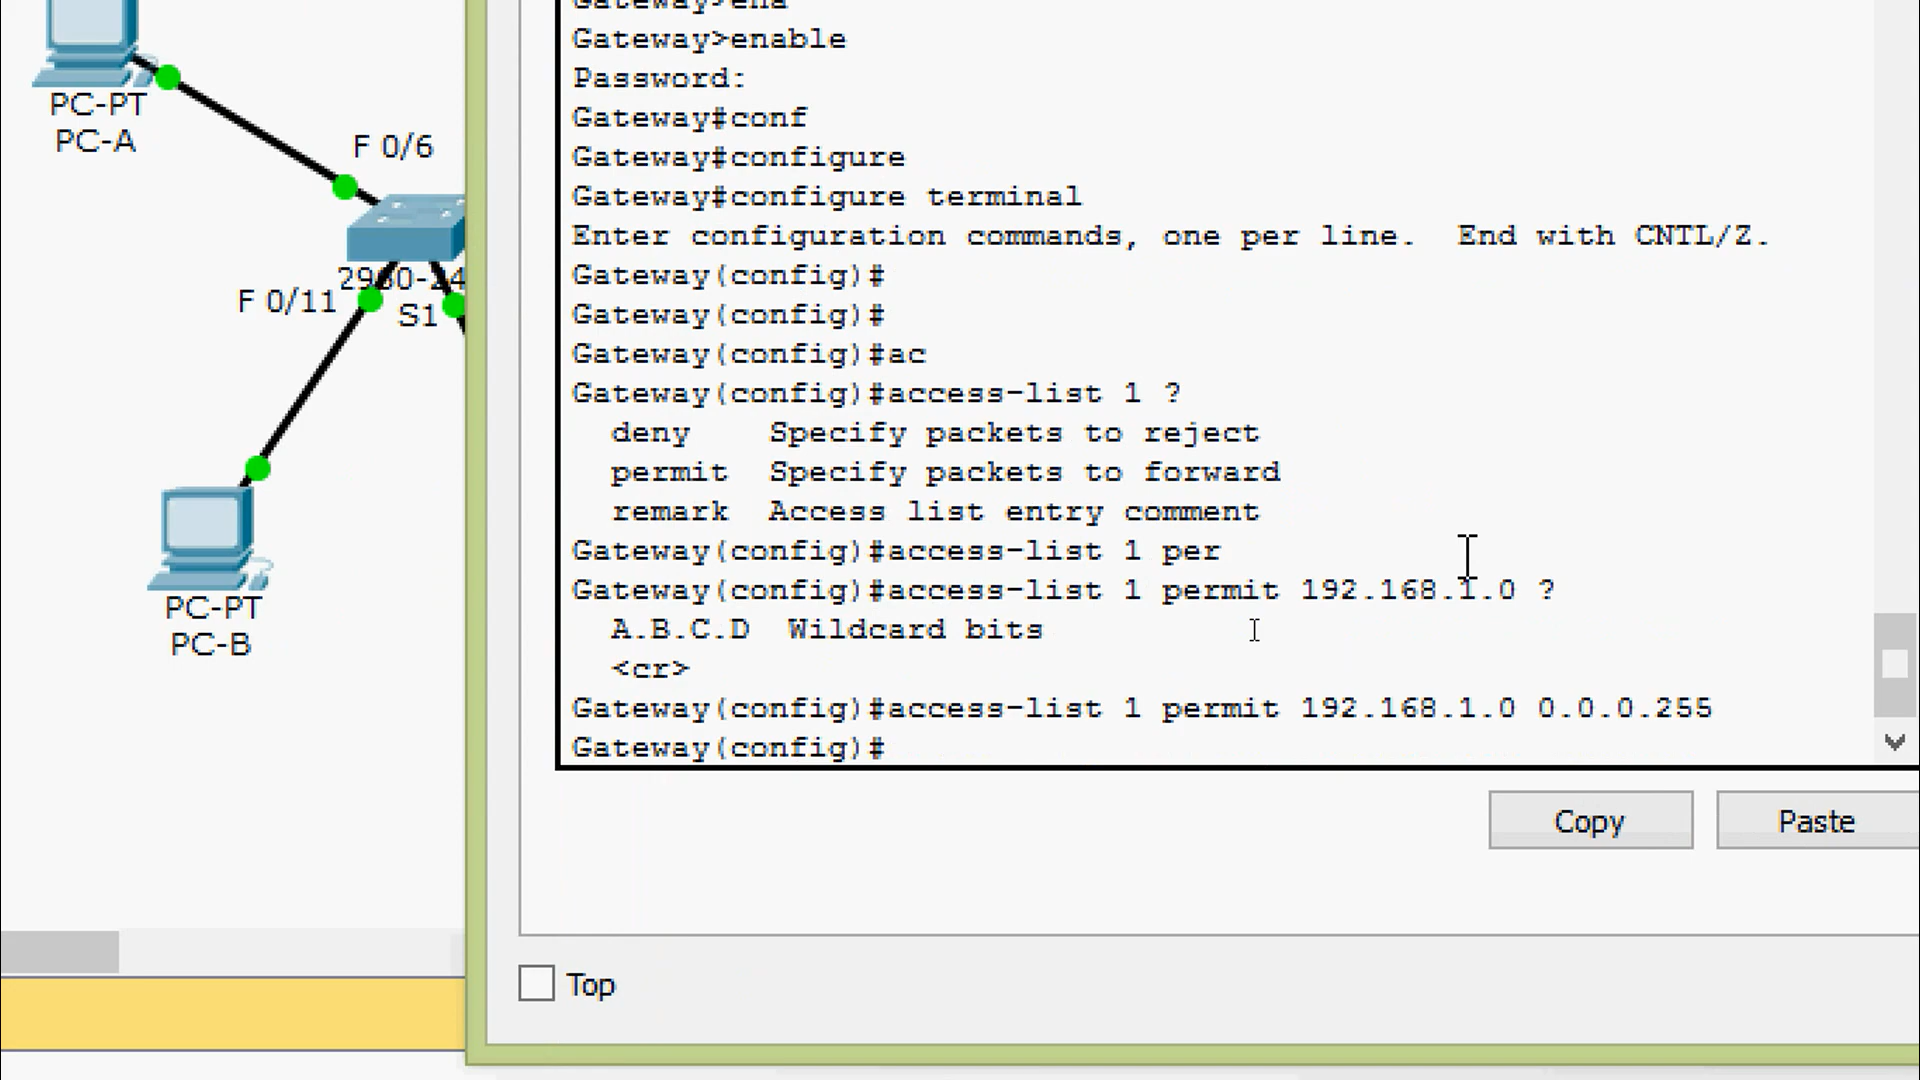 Gateway>ena
Gateway>enable
Password:
Gateway#conf
Gateway#configure
Gateway#configure terminal
Enter configuration commands, one per line.  End with CNTL/Z.
Gateway(config)#
Gateway(config)#
Gateway(config)#ac
Gateway(config)#access-list 1 ?
  deny    Specify packets to reject
  permit  Specify packets to forward
  remark  Access list entry comment
Gateway(config)#access-list 1 per
Gateway(config)#access-list 1 permit 192.168.1.0 ?
  A.B.C.D  Wildcard bits
  <cr>
Gateway(config)#access-list 1 permit 192.168.1.0 0.0.0.255
Gateway(config)#
PC-PT
PC-A
F 0/6
2960-24
F 0/11
S1
PC-PT
PC-B
Copy
Paste
Top